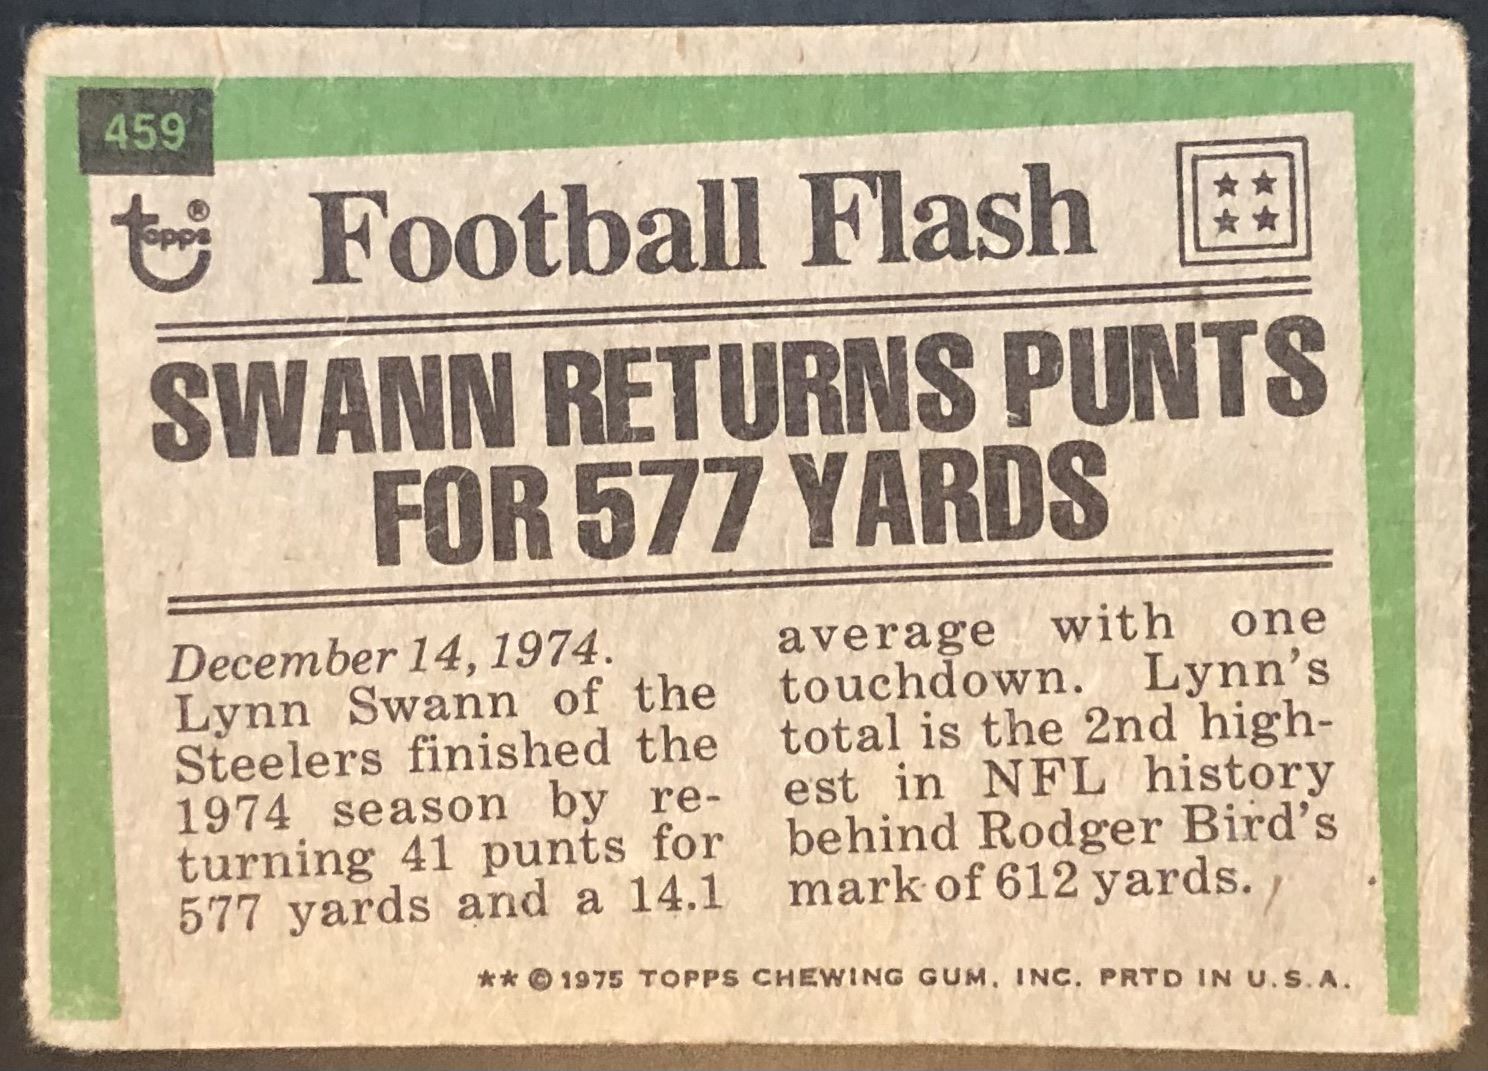 459
Topps®
Football Flash
SWANN RETURNS PUNTS
FOR 577 YARDS
December 14, 1974.
Lynn Swann of the
Steelers finished the
1974 season by re-
turning 41 punts for
577 yards and a 14.1
average with one
touchdown. Lynn's
total is the 2nd high-
est in NFL history
behind Rodger Bird's
mark of 612 yards.
** © 1975 TOPPS CHEWING GUM, INC. PRTD IN U.S.A.